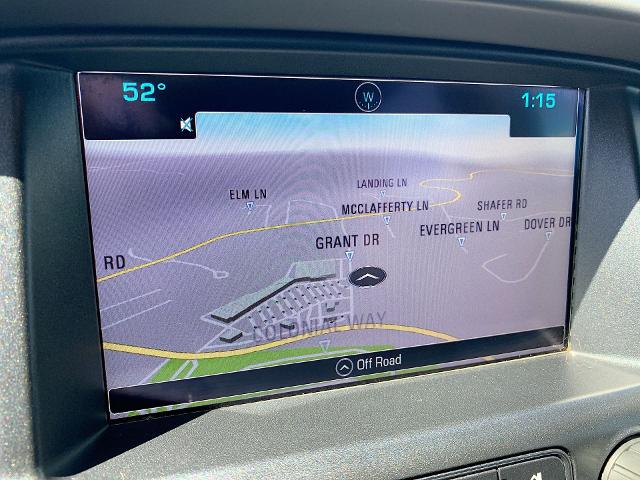 52° W 1:15
LANDING LN
ELM LN
MCCLAFFERTY LN SHAFER RD
EVERGREEN LN DOVER DR
GRANT DR
RD
COLONIAL WAY
Off Road